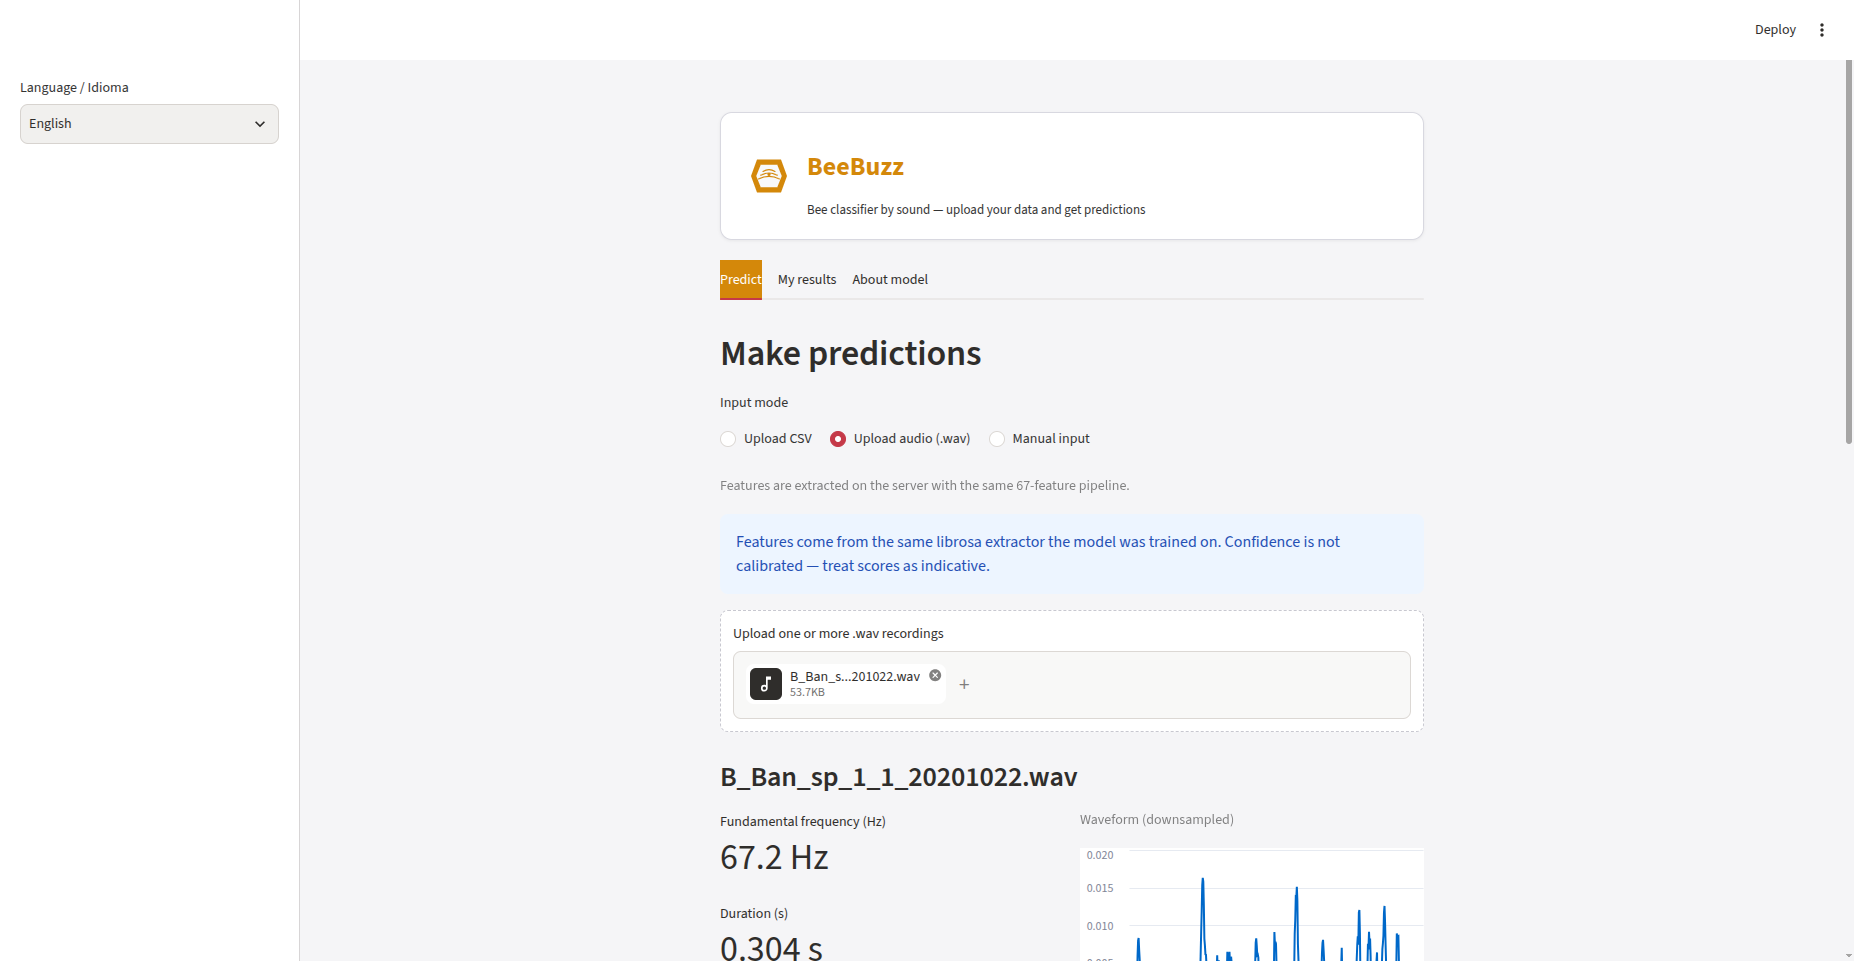 Deploy
Language / Idioma
English
BeeBuzz
Bee classifier by sound — upload your data and get predictions
Predict
My results
About model
Make predictions
Input mode
Upload CSV
Upload audio (.wav)
Manual input
Features are extracted on the server with the same 67-feature pipeline.
Features come from the same librosa extractor the model was trained on. Confidence is not
calibrated — treat scores as indicative.
Upload one or more .wav recordings
B_Ban_s...201022.wav
53.7KB
B_Ban_sp_1_1_20201022.wav
Fundamental frequency (Hz)
67.2 Hz
Duration (s)
0.304 s
Waveform (downsampled)
0.020
0.015
0.010